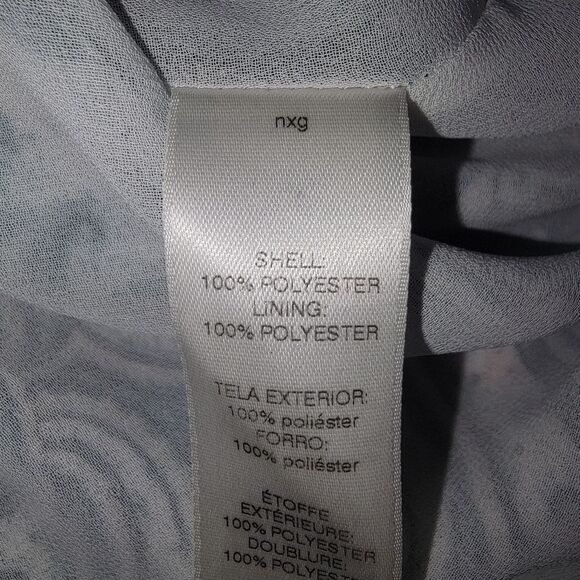 nxg
SHELL:
100% POLYESTER
LINING:
100% POLYESTER
TELA EXTERIOR:
100% poliéster
FORRO:
100% poliéster
ÉTOFFE
EXTÉRIEURE:
100% POLYESTER
DOUBLURE:
100% POLYESTER